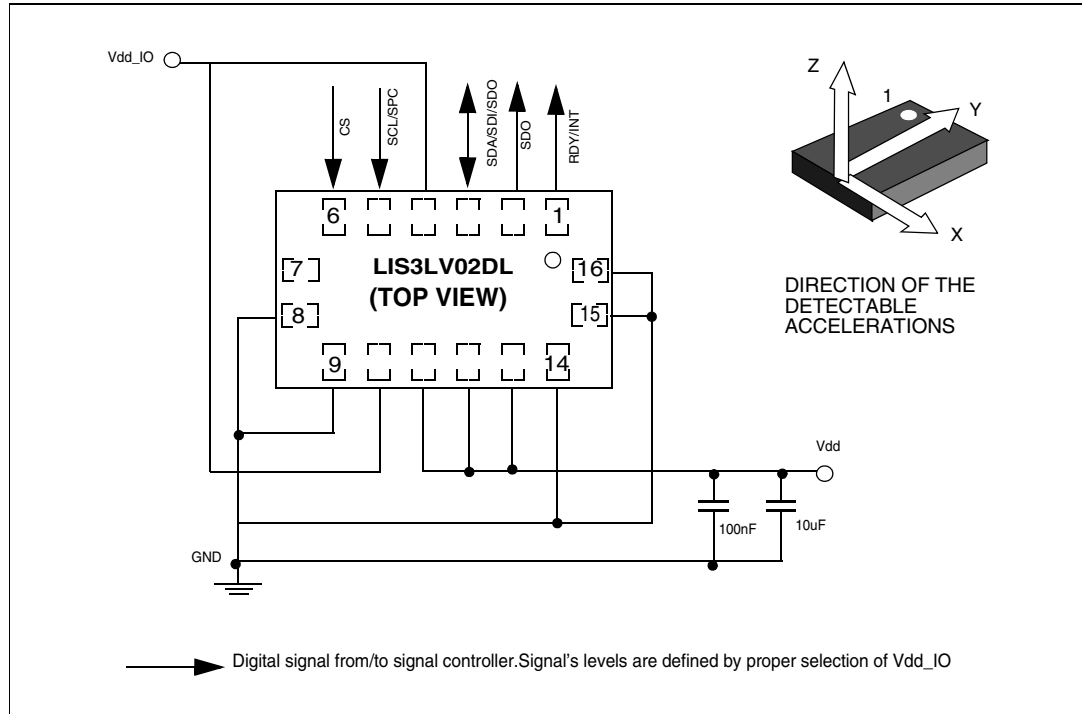 Vdd_IO
CS
SCL/SPC
SDA/SDI/SDO
SDO
RDY/INT
Z
1
Y
X
6
1
7
LIS3LV02DL
16
(TOP VIEW)
8
15
9
14
DIRECTION OF THE
DETECTABLE
ACCELERATIONS
Vdd
100nF
10uF
GND
Digital signal from/to signal controller.Signal's levels are defined by proper selection of Vdd_IO